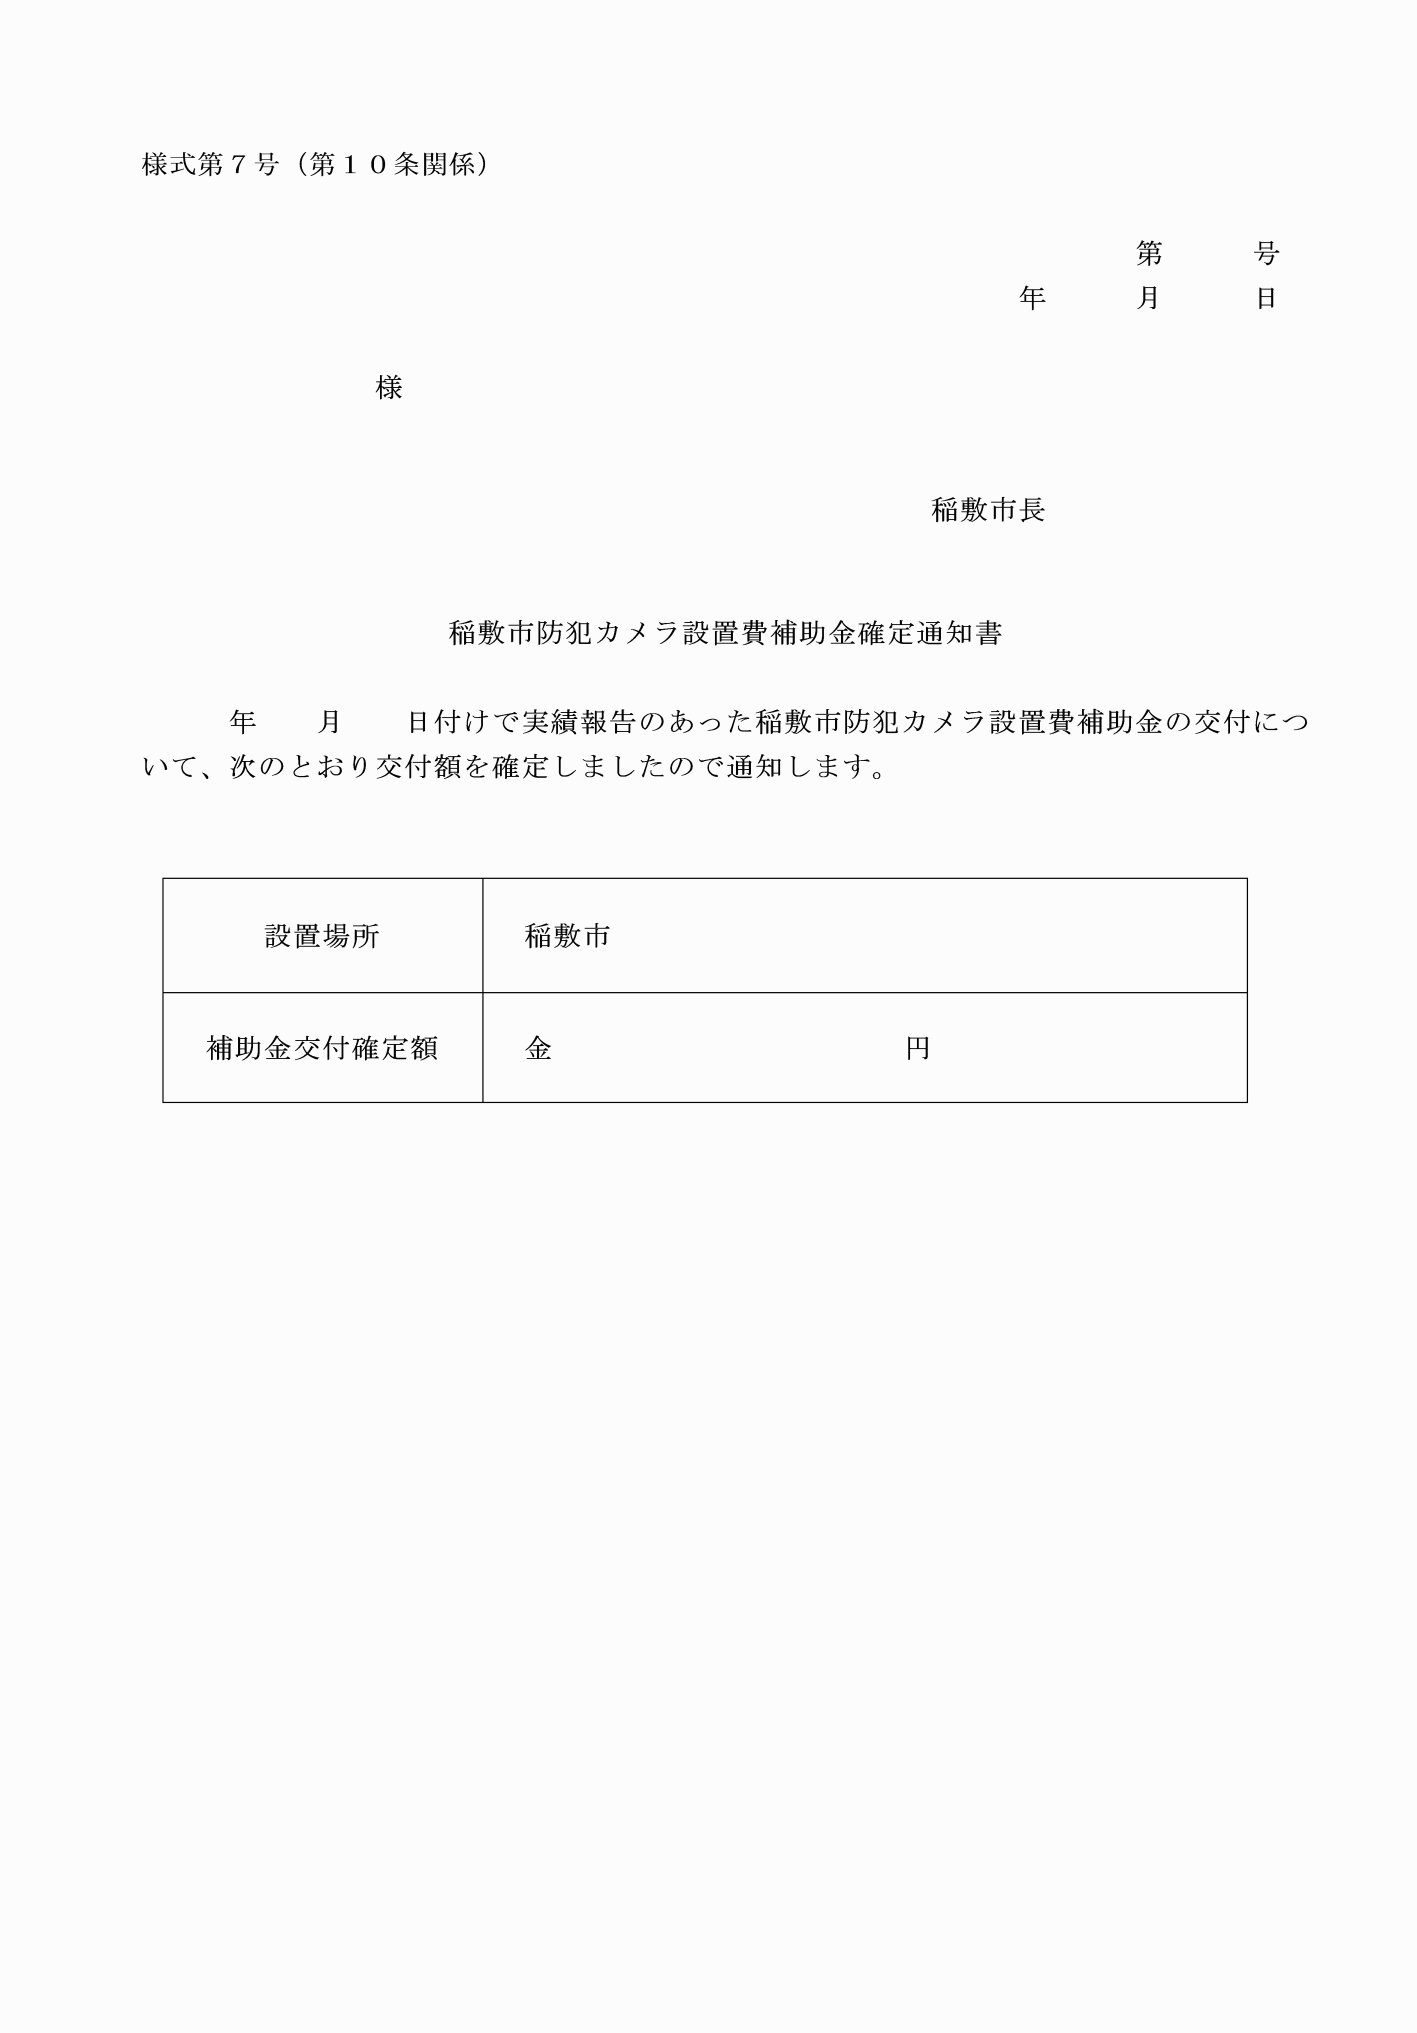 様式第７号（第１０条関係）
第　　　号
年　　　月　　　日
様
稲敷市長
稲敷市防犯カメラ設置費補助金確定通知書
年　　月　　日付けで実績報告のあった稲敷市防犯カメラ設置費補助金の交付につ
いて、次のとおり交付額を確定しましたので通知します。
設置場所　稲敷市
補助金交付確定額　金　　　　　　　　　　　　円